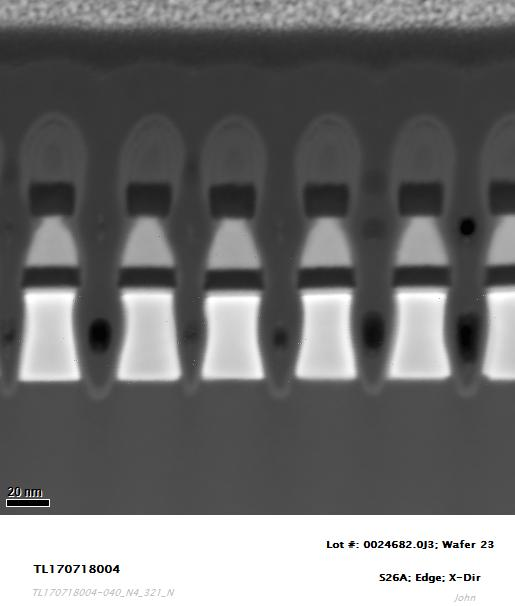 20 nm
Lot #: 0024682.0J3; Wafer 23
TL170718004
S26A; Edge; X-Dir
TL170718004-040_N4_321_N
John